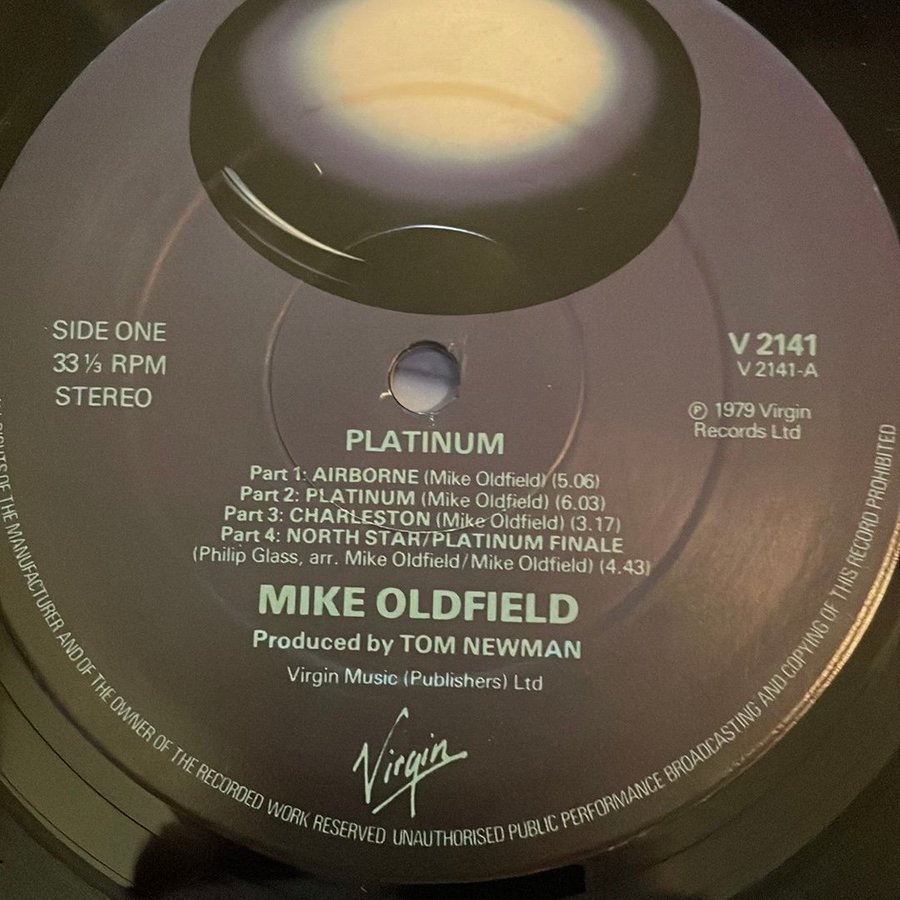 SIDE ONE
33 ⅓ RPM
STEREO
V 2141
V 2141-A
℗ 1979 Virgin
Records Ltd
PLATINUM
Part 1: AIRBORNE (Mike Oldfield) (5.06)
Part 2: PLATINUM (Mike Oldfield) (6.03)
Part 3: CHARLESTON (Mike Oldfield) (3.17)
Part 4: NORTH STAR/PLATINUM FINALE
(Philip Glass, arr. Mike Oldfield/Mike Oldfield) (4.43)
MIKE OLDFIELD
Produced by TOM NEWMAN
Virgin Music (Publishers) Ltd
Virgin
RIGHTS OF THE MANUFACTURER AND OF THE OWNER OF THE RECORDED WORK RESERVED UNAUTHORISED PUBLIC PERFORMANCE BROADCASTING AND COPYING OF THIS RECORD PROHIBITED